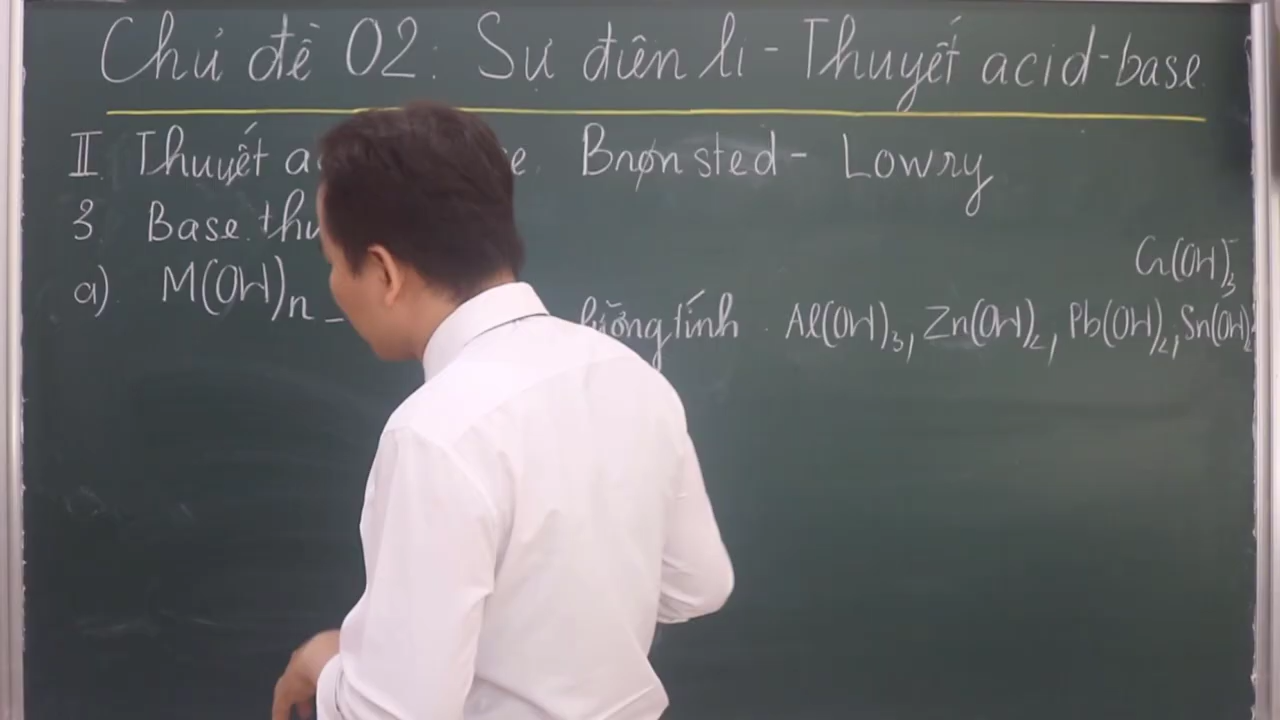 Chủ đề 02: Sự điện li - Thuyết acid-base
II. Thuyết Brønsted - Lowry
3. Base
a) M(OH)n - lưỡng tính. Al(OH)3, Zn(OH)2, Pb(OH)2, Sn(OH)2
Cr(OH)3